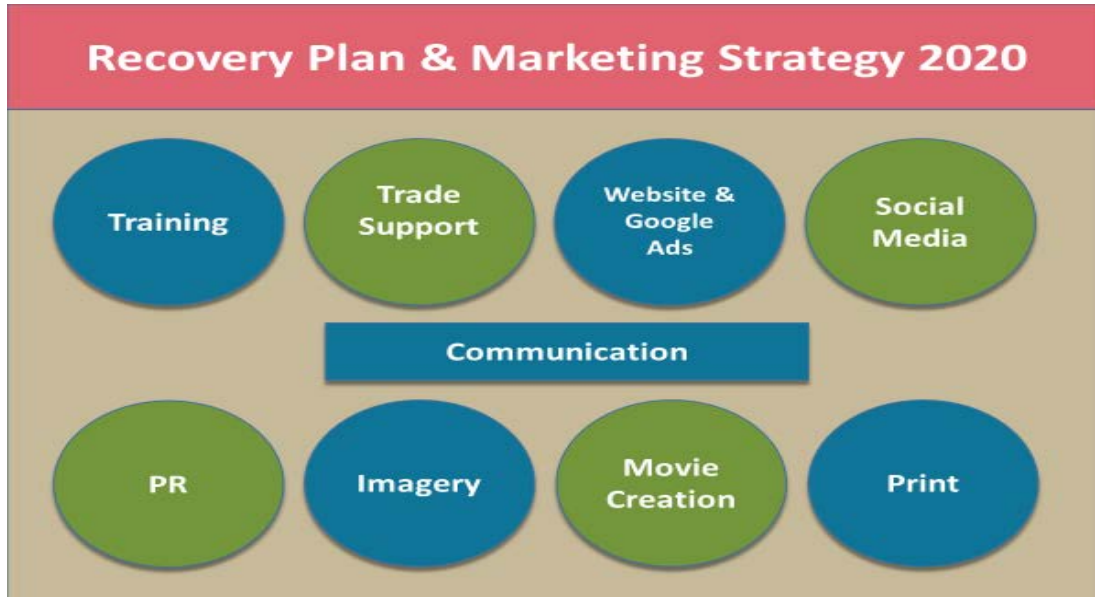 Recovery Plan & Marketing Strategy 2020
Training
Trade
Support
Website &
Google
Ads
Social
Media
Communication
PR
Imagery
Movie
Creation
Print